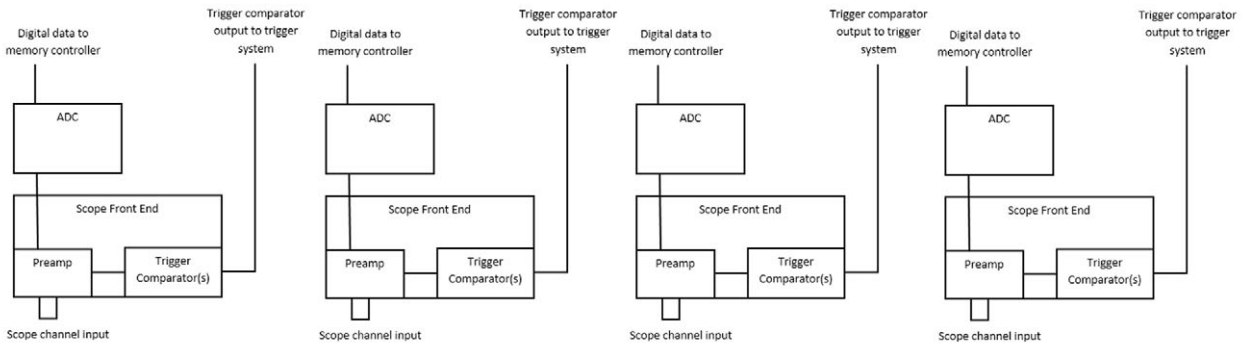 Digital data to
memory controller
Trigger comparator
output to trigger
system
ADC
Scope Front End
Preamp
Trigger
Comparator(s)
Scope channel input
Digital data to
memory controller
Trigger comparator
output to trigger
system
ADC
Scope Front End
Preamp
Trigger
Comparator(s)
Scope channel input
Digital data to
memory controller
Trigger comparator
output to trigger
system
ADC
Scope Front End
Preamp
Trigger
Comparator(s)
Scope channel input
Digital data to
memory controller
Trigger comparator
output to trigger
system
ADC
Scope Front End
Preamp
Trigger
Comparator(s)
Scope channel input